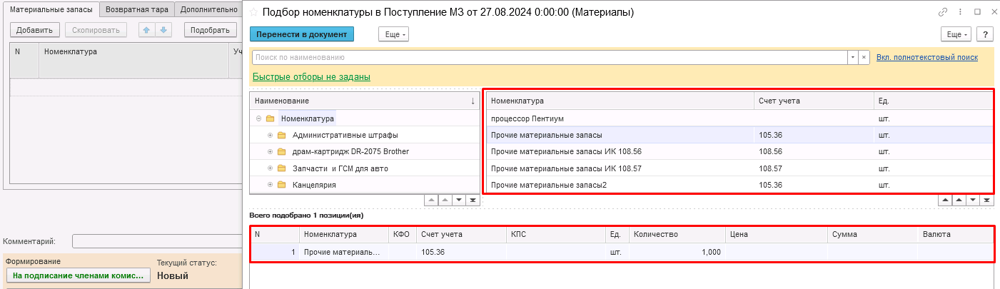 Материальные запасы Возвратная тара Дополнительно
Добавить Скопировать Подобрать
N Номенклатура Уч
Комментарий:
Формирование
Текущий статус:
На подписание членами комис...
Новый
Подбор номенклатуры в Поступление МЗ от 27.08.2024 0:00:00 (Материалы)
Перенести в документ Еще Еще ?
Поиск по наименованию Вкл. полнотекстовый поиск
Быстрые отборы не заданы
Наименование ↓
Номенклатура
Административные штрафы
драм-картридж DR-2075 Brother
Запчасти и ГСМ для авто
Канцелярия
Номенклатура Счет учета Ед.
процессор Пентиум шт.
Прочие материальные запасы 105.36 шт.
Прочие материальные запасы ИК 108.56 108.56 шт.
Прочие материальные запасы ИК 108.57 108.57 шт.
Прочие материальные запасы2 105.36 шт.
Всего подобрано 1 позиции(ия)
N Номенклатура КФО Счет учета КПС Ед. Количество Цена Сумма Валюта
1 Прочие материаль... 105.36 шт. 1,000